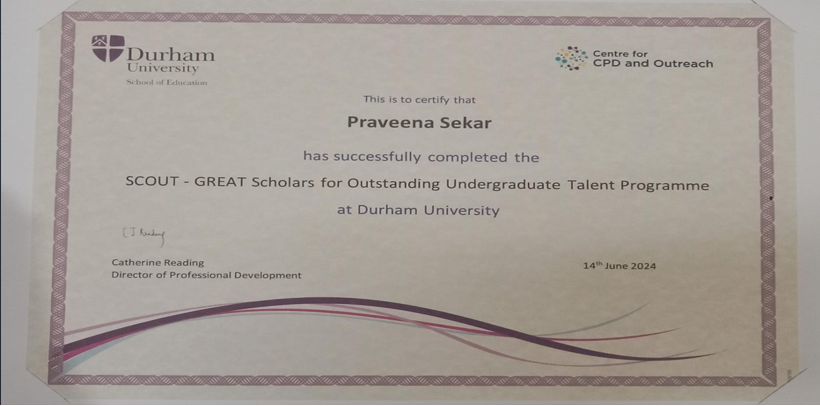 Durham
University
School of Education
Centre for
CPD and Outreach
This is to certify that
Praveena Sekar
has successfully completed the
SCOUT - GREAT Scholars for Outstanding Undergraduate Talent Programme
at Durham University
C J Reading
Catherine Reading
Director of Professional Development
14th June 2024